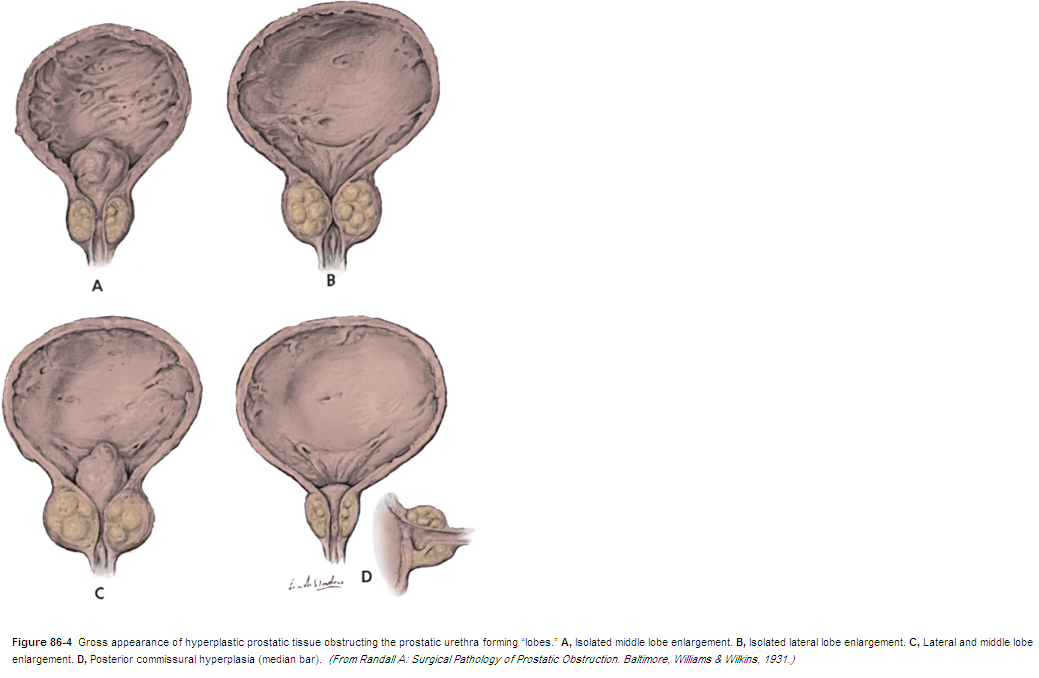 A
B
C
D
Figure 86-4 Gross appearance of hyperplastic prostatic tissue obstructing the prostatic urethra forming “lobes.” A, Isolated middle lobe enlargement. B, Isolated lateral lobe enlargement. C, Lateral and middle lobe
enlargement. D, Posterior commissural hyperplasia (median bar). (From Randall A: Surgical Pathology of Prostatic Obstruction. Baltimore, Williams & Wilkins, 1931.)